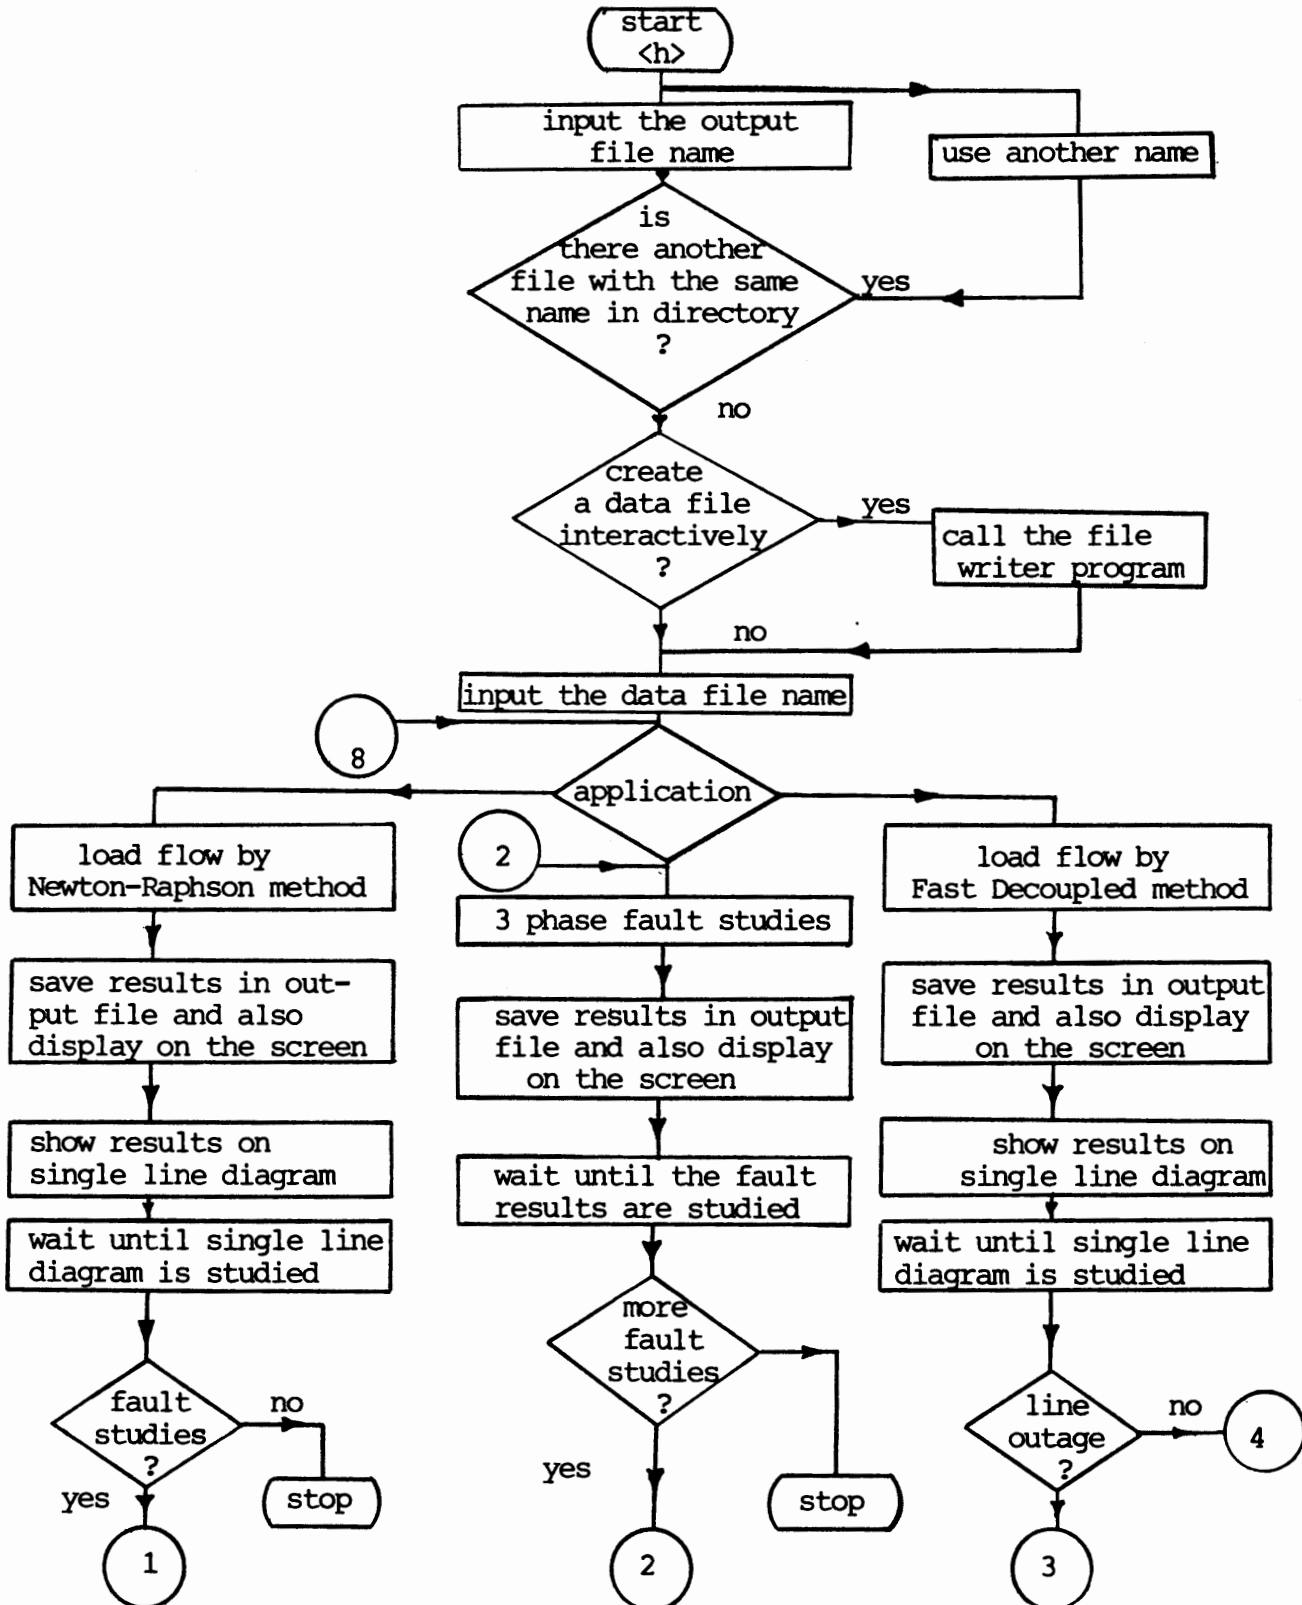 start
<h>
input the output
file name
use another name
is
there another
file with the same
name in directory
?
yes
no
create
a data file
interactively
?
yes
call the file
writer program
no
input the data file name
8
application
load flow by
Newton-Raphson method
2
3 phase fault studies
load flow by
Fast Decoupled method
save results in out-
put file and also
display on the screen
save results in output
file and also display
on the screen
save results in output
file and also display
on the screen
show results on
single line diagram
wait until the fault
results are studied
show results on
single line diagram
wait until single line
diagram is studied
wait until single line
diagram is studied
fault
studies
?
no
yes
stop
1
more
fault
studies
?
yes
stop
2
line
outage
?
no
4
3